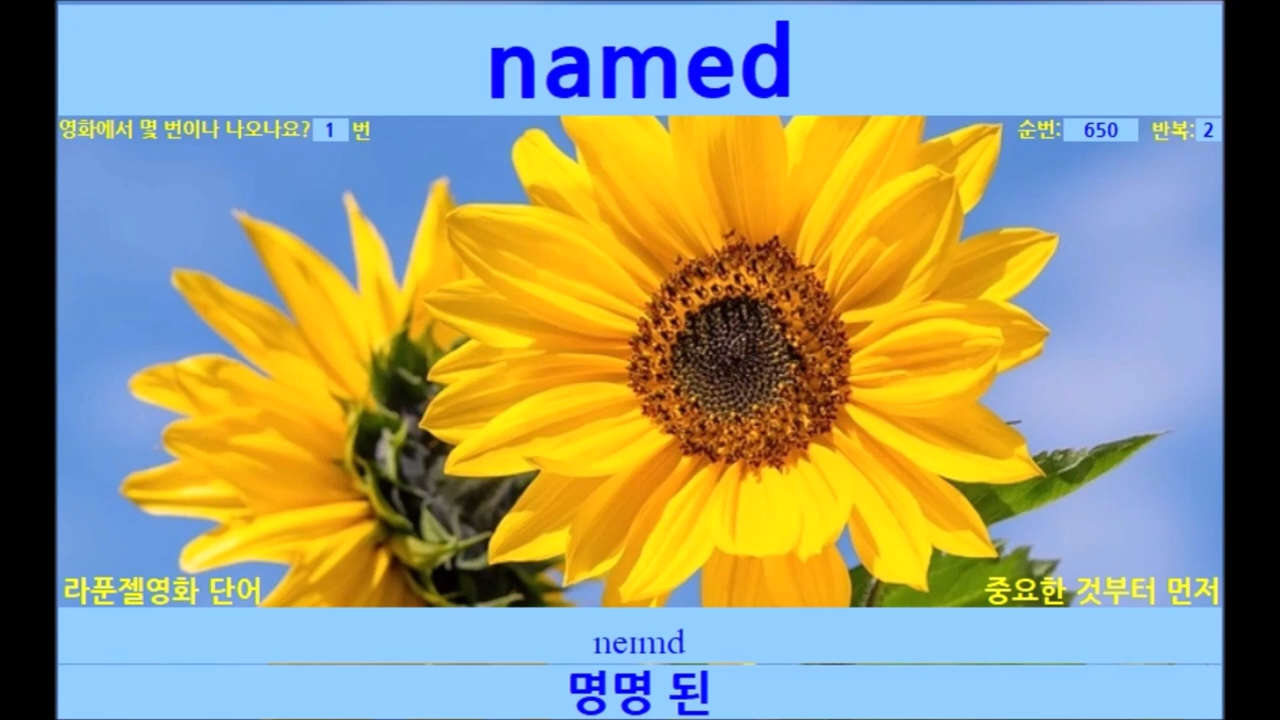 named
영화에서 몇 번이나 나오나요? 1 번
순번: 650 반복: 2
라푼젤영화 단어
중요한 것부터 먼저
neımd
명명 된